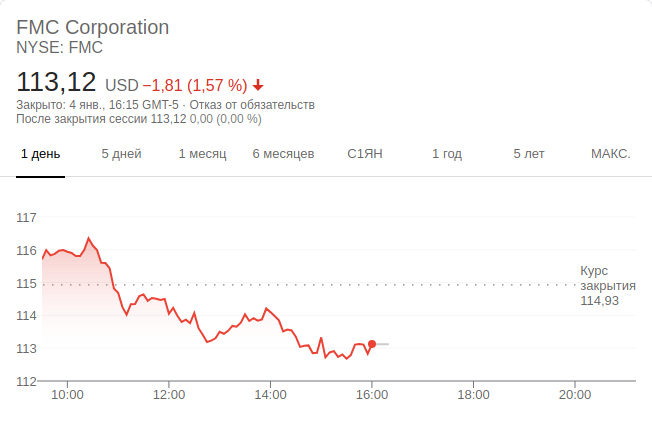 FMC Corporation
NYSE: FMC
113,12 USD −1,81 (1,57 %)
Закрыто: 4 янв., 16:15 GMT-5 · Отказ от обязательств
После закрытия сессии 113,12 0,00 (0,00 %)
1 день 5 дней 1 месяц 6 месяцев С1ЯН 1 год 5 лет МАКС.
117
116
115
114
113
112
Курс
закрытия
114,93
10:00 12:00 14:00 16:00 18:00 20:00